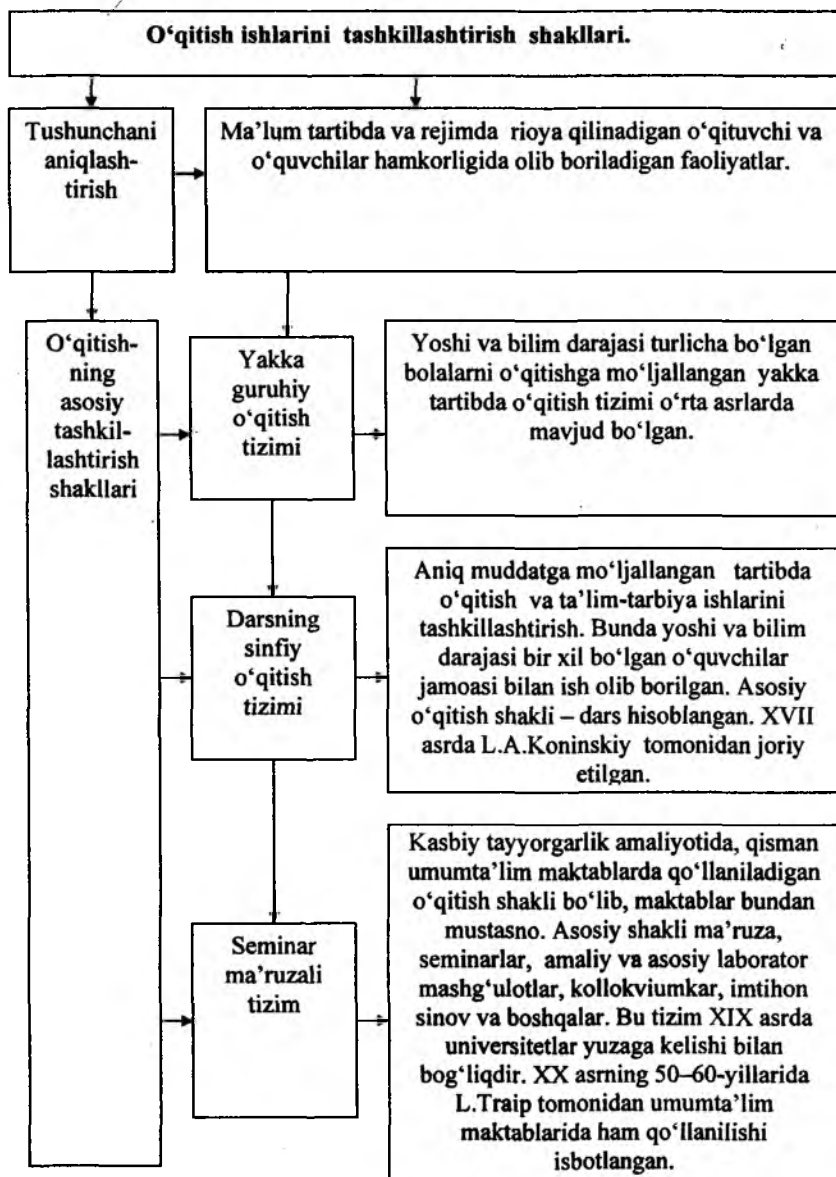 O‘qitish ishlarini tashkillashtirish shakllari.
Tushunchani
aniqlash-
tirish
Ma’lum tartibda va rejimda rioya qilinadigan o‘qituvchi va
o‘quvchilar hamkorligida olib boriladigan faoliyatlar.
O‘qitish-
ning
asosiy
tashkil-
lashtirish
shakllari
Yakka
guruhiy
o‘qitish
tizimi
Yoshi va bilim darajasi turlicha bo‘lgan
bolalarni o‘qitishga mo‘ljallangan yakka
tartibda o‘qitish tizimi o‘rta asrlarda
mavjud bo‘lgan.
Darsning
sinfiy
o‘qitish
tizimi
Aniq muddatga mo‘ljallangan tartibda
o‘qitish va ta’lim-tarbiya ishlarini
tashkillashtirish. Bunda yoshi va bilim
darajasi bir xil bo‘lgan o‘quvchilar
jamoasi bilan ish olib borilgan. Asosiy
o‘qitish shakli – dars hisoblangan. XVII
asrda L.A.Koninskiy tomonidan joriy
etilgan.
Seminar
ma’ruzali
tizim
Kasbiy tayyorgarlik amaliyotida, qisman
umumta’lim maktablarda qo‘llaniladigan
o‘qitish shakli bo‘lib, maktablar bundan
mustasno. Asosiy shakli ma’ruza,
seminarlar, amaliy va asosiy laborator
mashg‘ulotlar, kollokviumkar, imtihon
sinov va boshqalar. Bu tizim XIX asrda
universitetlar yuzaga kelishi bilan
bog‘liqdir. XX asrning 50–60-yillarida
L.Traip tomonidan umumta’lim
maktablarida ham qo‘llanilishi
isbotlangan.